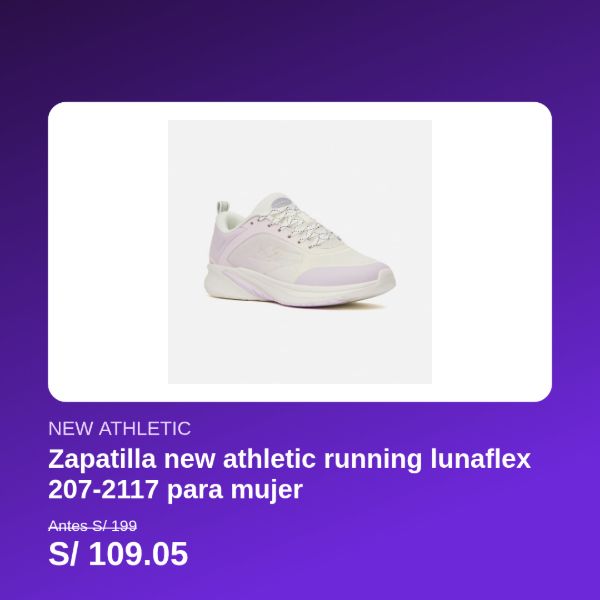 NEW ATHLETIC
Zapatilla new athletic running lunaflex
207-2117 para mujer
Antes S/ 199
S/ 109.05